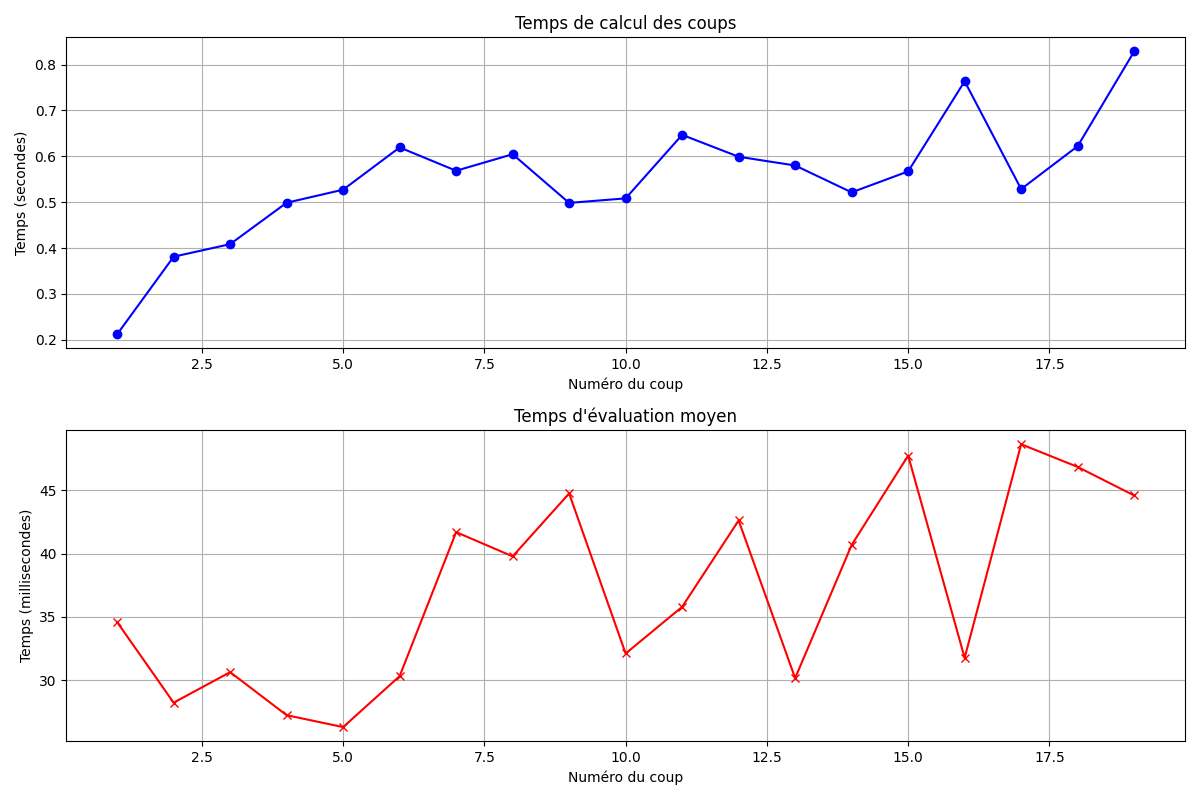 Temps de calcul des coups
Temps (secondes)
0.8
0.7
0.6
0.5
0.4
0.3
0.2
2.5 5.0 7.5 10.0 12.5 15.0 17.5
Numéro du coup
Temps d'évaluation moyen
Temps (millisecondes)
45
40
35
30
2.5 5.0 7.5 10.0 12.5 15.0 17.5
Numéro du coup